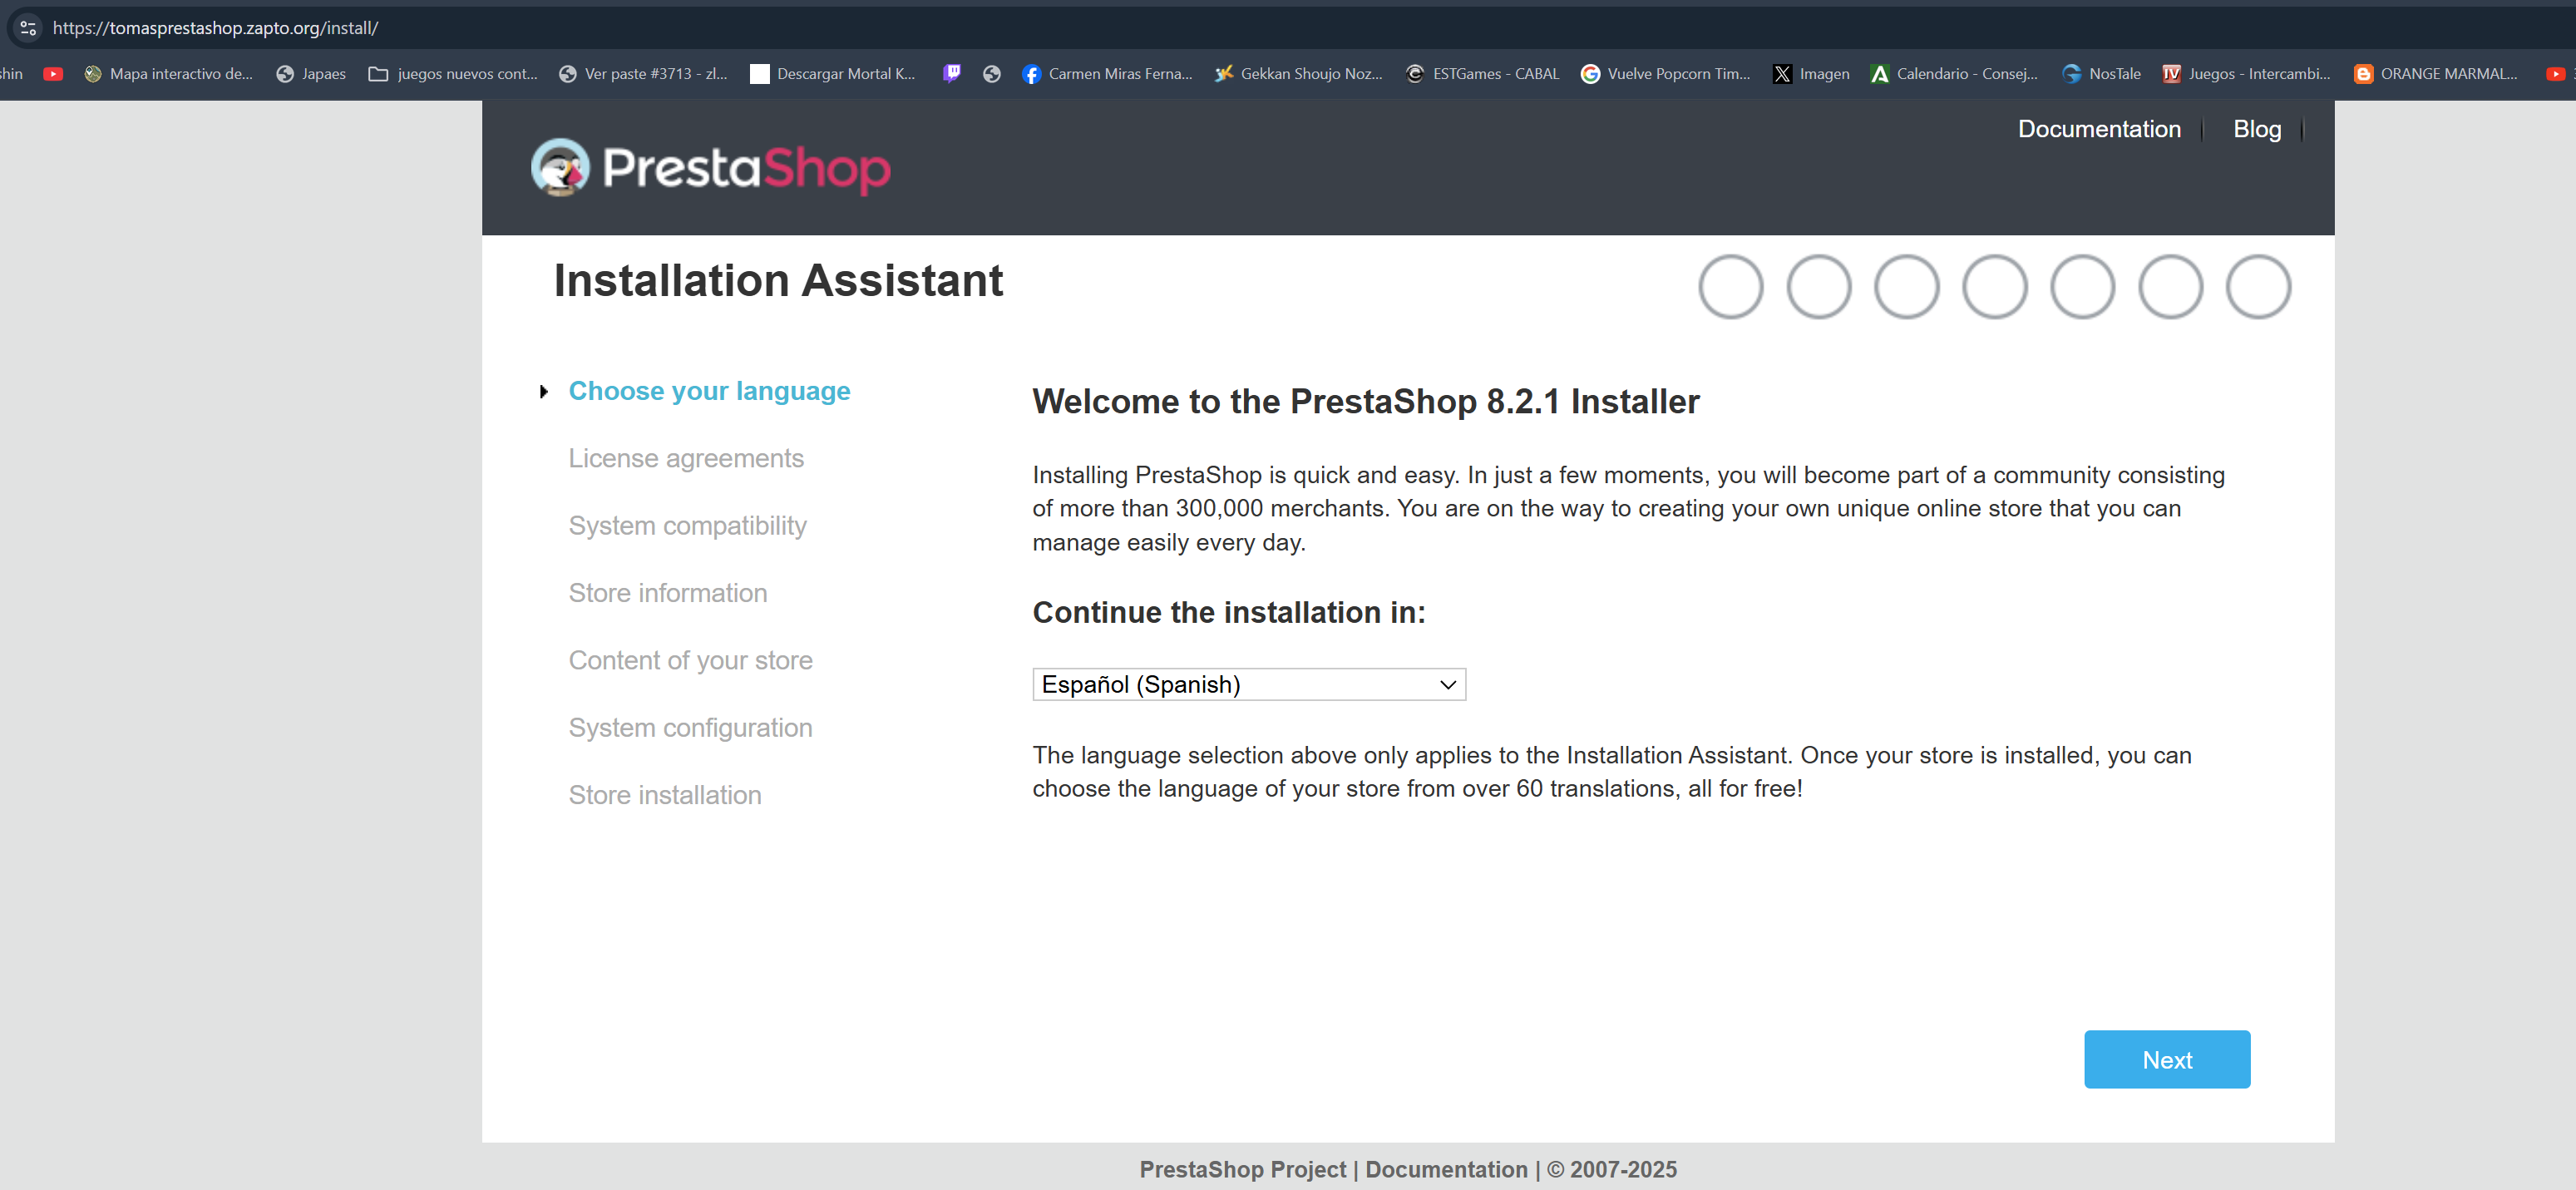 https://tomasprestashop.zapto.org/install/
shin
Mapa interactivo de...
Japaes
juegos nuevos cont...
Ver paste #3713 - zl...
Descargar Mortal K...
Carmen Miras Ferna...
Gekkan Shoujo Noz...
ESTGames - CABAL
Vuelve Popcorn Tim...
Imagen
Calendario - Consej...
NosTale
Juegos - Intercambi...
ORANGE MARMAL...
Documentation
Blog
PrestaShop
Installation Assistant
Choose your language
License agreements
System compatibility
Store information
Content of your store
System configuration
Store installation
Welcome to the PrestaShop 8.2.1 Installer
Installing PrestaShop is quick and easy. In just a few moments, you will become part of a community consisting
of more than 300,000 merchants. You are on the way to creating your own unique online store that you can
manage easily every day.
Continue the installation in:
Español (Spanish)
The language selection above only applies to the Installation Assistant. Once your store is installed, you can
choose the language of your store from over 60 translations, all for free!
Next
PrestaShop Project | Documentation | © 2007-2025